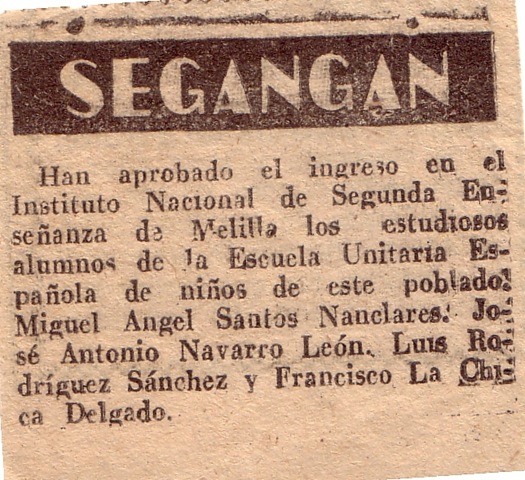 SEGANGAN
Han aprobado el ingreso en el
Instituto Nacional de Segunda En-
señanza de Melilla los estudiosos
alumnos de la Escuela Unitaria Es-
pañola de niños de este poblado:
Miguel Angel Santos Nanclares. Jo-
sé Antonio Navarro León. Luis Ro-
dríguez Sánchez y Francisco La Chi-
ca Delgado.